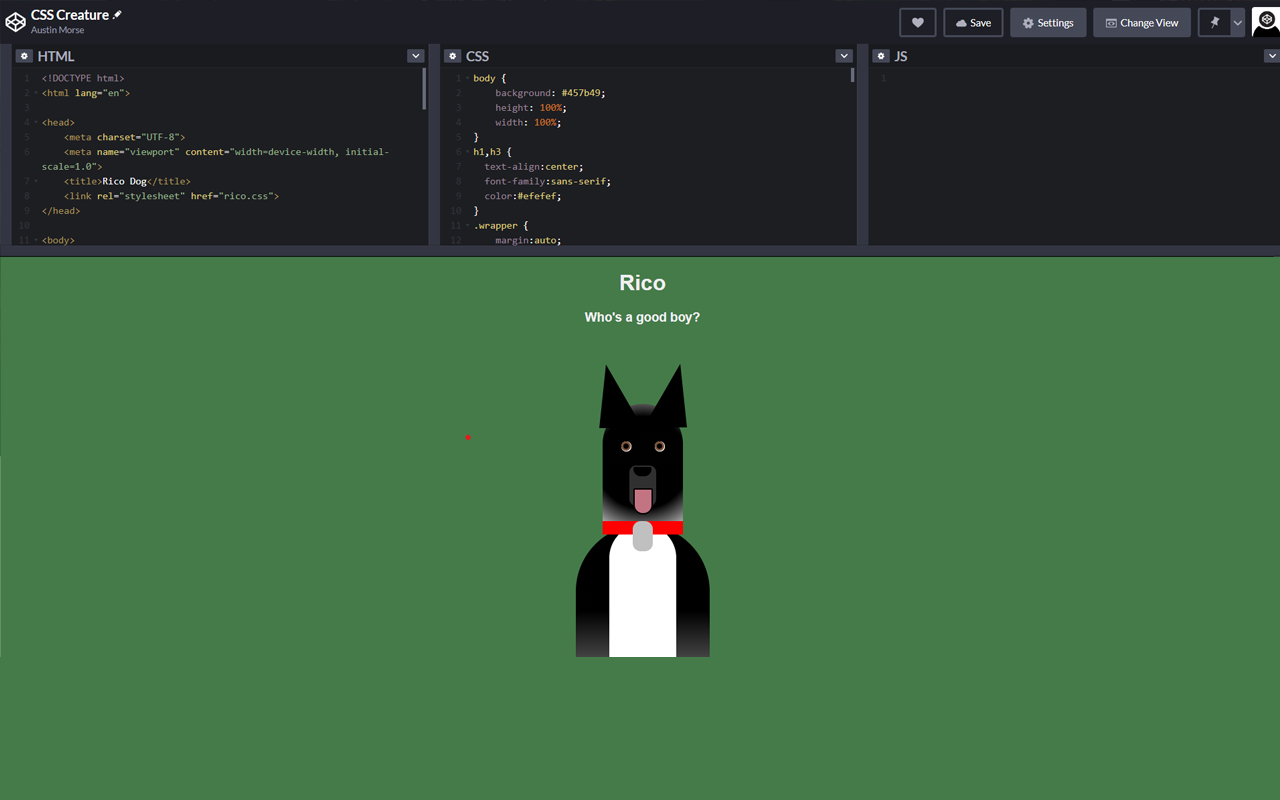 CSS Creature
Austin Morse
Save
Settings
Change View
HTML
1 <!DOCTYPE html>
2 <html lang="en">
3
4 <head>
5 <meta charset="UTF-8">
6 <meta name="viewport" content="width=device-width, initial-
scale=1.0">
7 <title>Rico Dog</title>
8 <link rel="stylesheet" href="rico.css">
9 </head>
10
11 <body>
CSS
1 body {
2 background: #457b49;
3 height: 100%;
4 width: 100%;
5 }
6 h1,h3 {
7 text-align:center;
8 font-family:sans-serif;
9 color:#efefef;
10 }
11 .wrapper {
12 margin:auto;
JS
1
Rico
Who's a good boy?